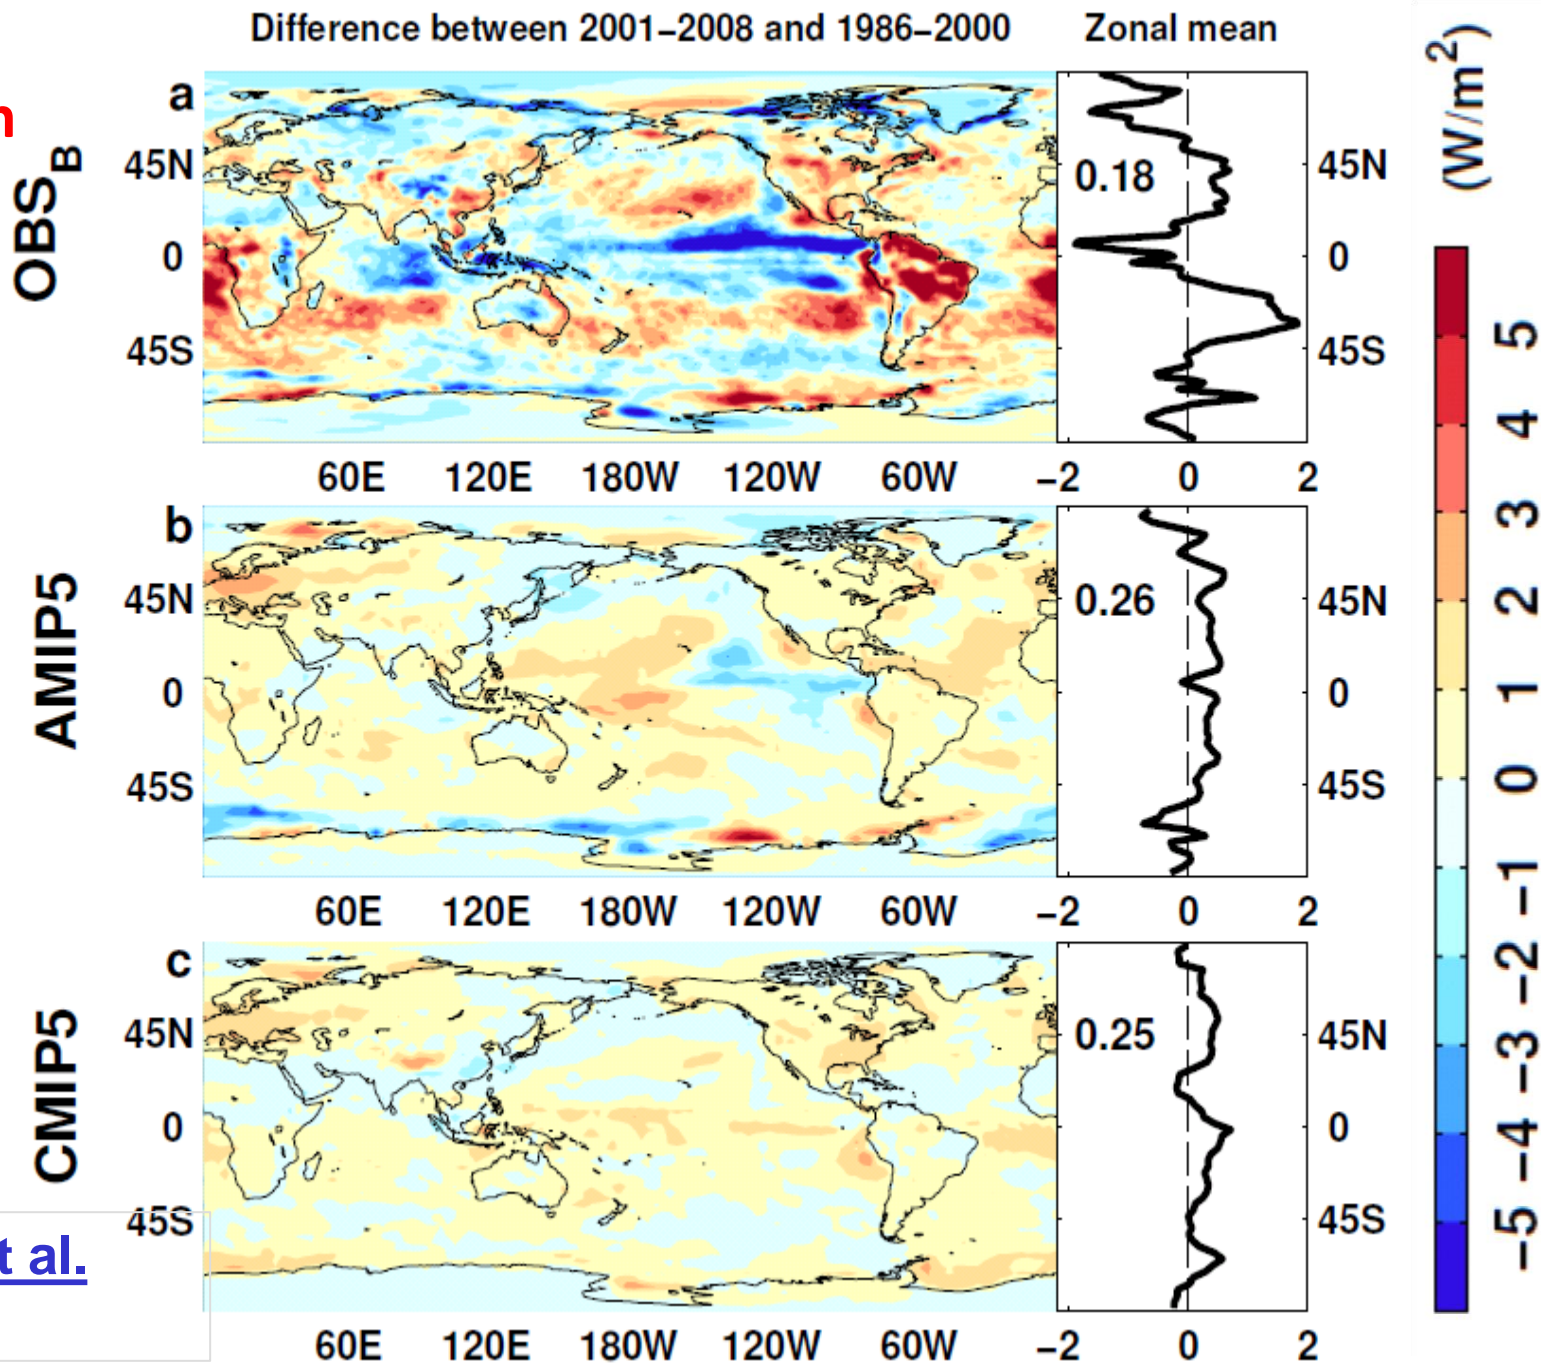 Difference between 2001–2008 and 1986–2000
Zonal mean
(W/m2)
n
a
OBSB
45N
0
45S
0.18
45N
0
45S
60E 120E 180W 120W 60W
−2 0 2
b
AMIP5
45N
0
45S
0.26
45N
0
45S
60E 120E 180W 120W 60W
−2 0 2
c
CMIP5
45N
0
45S
0.25
45N
0
45S
60E 120E 180W 120W 60W
−2 0 2
t al.
5
4
3
2
1
0
−1
−2
−3
−4
−5